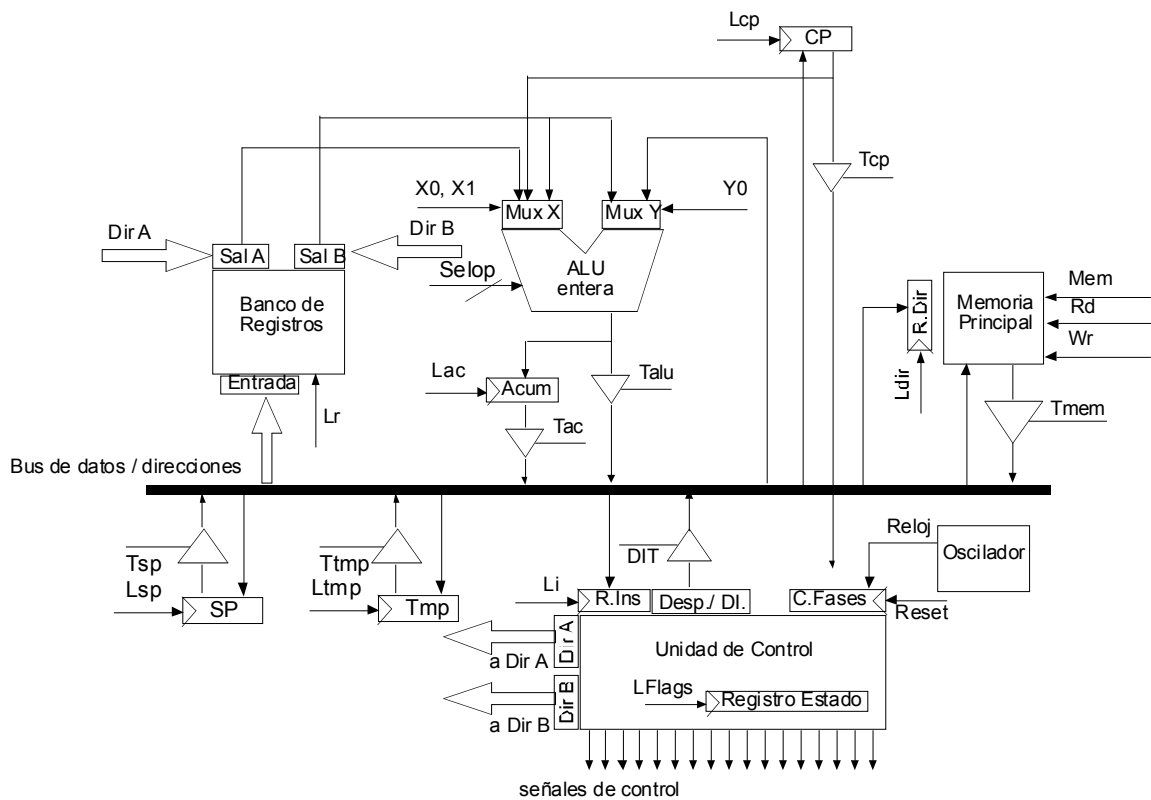 Lcp
CP
Tcp
X0, X1
Y0
Mux X
Mux Y
Dir A
Dir B
Sal A
Sal B
Selop
ALU
entera
Banco de
Registros
Entrada
Lr
R.Dir
Ldir
Memoria
Principal
Mem
Rd
Wr
Lac
Acum
Talu
Tac
Tmem
Bus de datos / direcciones
Tsp
Lsp
SP
Ttmp
Ltmp
Tmp
DIT
Li
R.Ins
Desp./ DI.
C.Fases
Reloj
Oscilador
Reset
Dir A
a Dir A
Dir B
a Dir B
Unidad de Control
LFlags
Registro Estado
señales de control